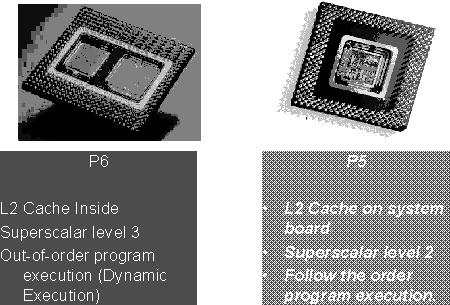 P6
L2 Cache Inside
Superscalar level 3
Out-of-order program
execution (Dynamic
Execution)
P5
• L2 Cache on system
board
• Superscalar level 2
• Follow the order
program execution